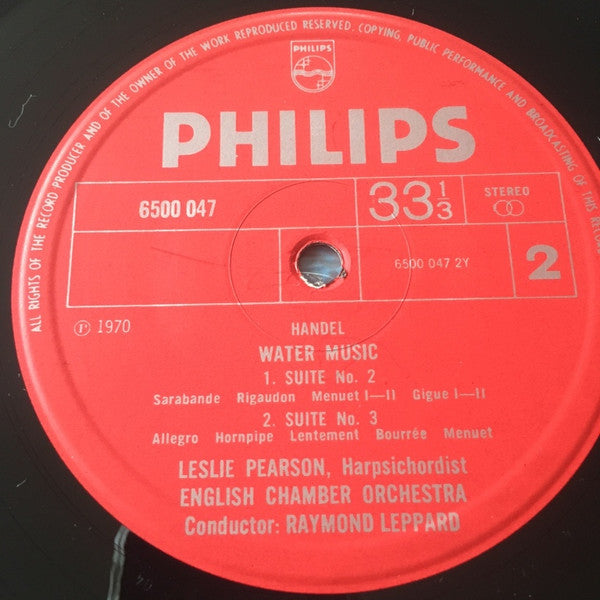 ALL RIGHTS OF THE RECORD PRODUCER AND OF THE OWNER OF THE WORK REPRODUCED RESERVED. COPYING, PUBLIC PERFORMANCE AND BROADCASTING OF THIS RECORD
PHILIPS
PHILIPS
6500 047
33 1/3
STEREO
6500 047 2Y
2
℗ 1970
HANDEL
WATER MUSIC
1. SUITE No. 2
Sarabande Rigaudon Menuet I—II Gigue I—II
2. SUITE No. 3
Allegro Hornpipe Lentement Bourrée Menuet
LESLIE PEARSON, Harpsichordist
ENGLISH CHAMBER ORCHESTRA
Conductor: RAYMOND LEPPARD